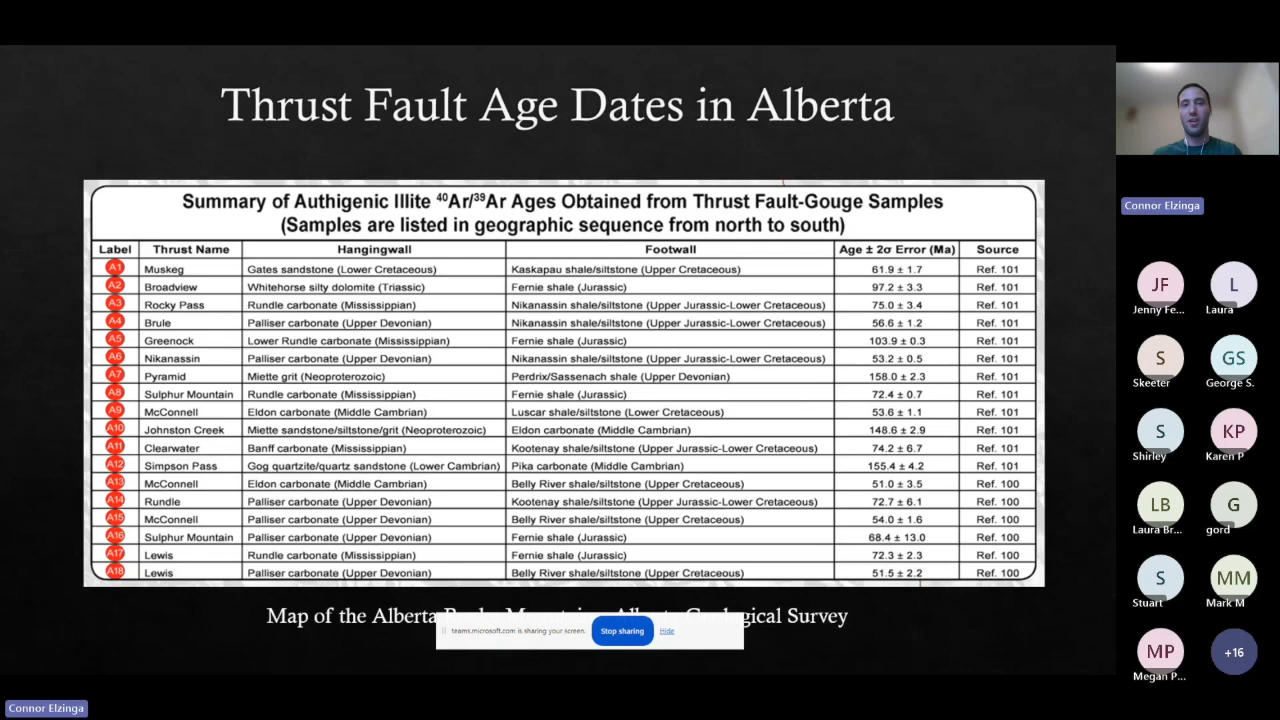 Thrust Fault Age Dates in Alberta
Summary of Authigenic Illite ⁴⁰Ar/³⁹Ar Ages Obtained from Thrust Fault-Gouge Samples
(Samples are listed in geographic sequence from north to south)
Label Thrust Name Hangingwall Footwall Age ± 2σ Error (Ma) Source
A1 Muskeg Gates sandstone (Lower Cretaceous) Kaskapau shale/siltstone (Upper Cretaceous) 61.9 ± 1.7 Ref. 101
A2 Broadview Whitehorse silty dolomite (Triassic) Fernie shale (Jurassic) 97.2 ± 3.3 Ref. 101
A3 Rocky Pass Rundle carbonate (Mississippian) Nikanassin shale/siltstone (Upper Jurassic-Lower Cretaceous) 75.0 ± 3.4 Ref. 101
A4 Brule Palliser carbonate (Upper Devonian) Nikanassin shale/siltstone (Upper Jurassic-Lower Cretaceous) 56.6 ± 1.2 Ref. 101
A5 Greenock Lower Rundle carbonate (Mississippian) Fernie shale (Jurassic) 103.9 ± 0.3 Ref. 101
A6 Nikanassin Palliser carbonate (Upper Devonian) Nikanassin shale/siltstone (Upper Jurassic-Lower Cretaceous) 53.2 ± 0.5 Ref. 101
A7 Pyramid Miette grit (Neoproterozoic) Perdrix/Sassenach shale (Upper Devonian) 158.0 ± 2.3 Ref. 101
A8 Sulphur Mountain Rundle carbonate (Mississippian) Fernie shale (Jurassic) 72.4 ± 0.7 Ref. 101
A9 McConnell Eldon carbonate (Middle Cambrian) Luscar shale/siltstone (Lower Cretaceous) 53.6 ± 1.1 Ref. 101
A10 Johnston Creek Miette sandstone/siltstone/grit (Neoproterozoic) Eldon carbonate (Middle Cambrian) 148.6 ± 2.9 Ref. 101
A11 Clearwater Banff carbonate (Mississippian) Kootenay shale/siltstone (Upper Jurassic-Lower Cretaceous) 74.2 ± 6.7 Ref. 101
A12 Simpson Pass Gog quartzite/quartz sandstone (Lower Cambrian) Pika carbonate (Middle Cambrian) 155.4 ± 4.2 Ref. 101
A13 McConnell Eldon carbonate (Middle Cambrian) Belly River shale/siltstone (Upper Cretaceous) 51.0 ± 3.5 Ref. 100
A14 Rundle Palliser carbonate (Upper Devonian) Kootenay shale/siltstone (Upper Jurassic-Lower Cretaceous) 72.7 ± 6.1 Ref. 100
A15 McConnell Palliser carbonate (Upper Devonian) Belly River shale/siltstone (Upper Cretaceous) 54.0 ± 1.6 Ref. 100
A16 Sulphur Mountain Palliser carbonate (Upper Devonian) Fernie shale (Jurassic) 68.4 ± 13.0 Ref. 100
A17 Lewis Rundle carbonate (Mississippian) Fernie shale (Jurassic) 72.3 ± 2.3 Ref. 100
A18 Lewis Palliser carbonate (Upper Devonian) Belly River shale/siltstone (Upper Cretaceous) 51.5 ± 2.2 Ref. 100
Map of the Alberta Survey
teams.microsoft.com is sharing your screen. Stop sharing Hide
Connor Elzinga
Connor Elzinga
JF L
Jenny Fe... Laura
S GS
Skeeter George S.
S KP
Shirley Karen P
LB G
Laura Br... gord
S MM
Stuart Mark M
MP +16
Megan P...